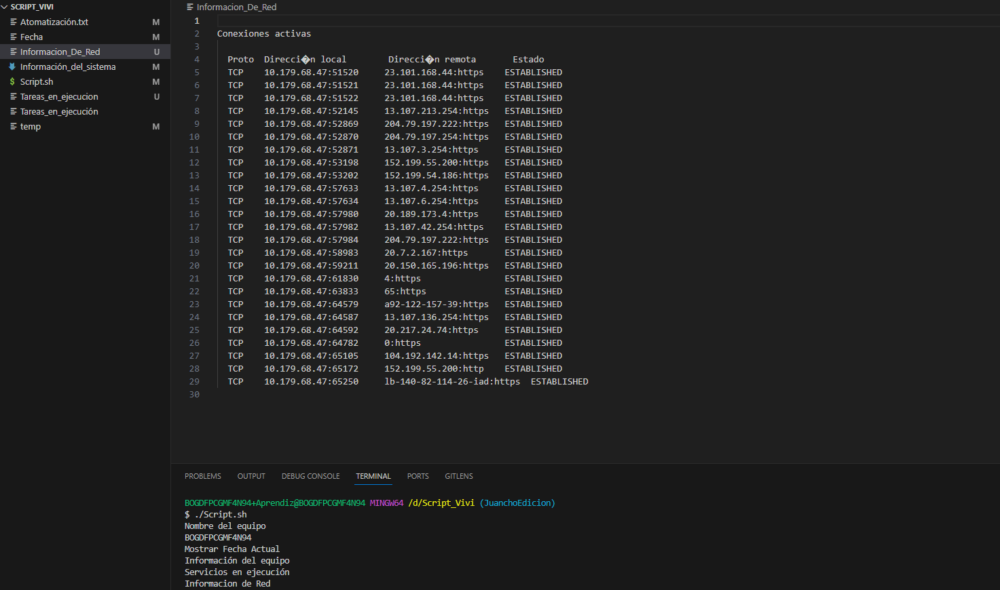 SCRIPT_VIVI
Atomatización.txt M
Fecha M
Informacion_De_Red U
Información_del_sistema M
Script.sh M
Tareas_en_ejecucion U
Tareas_en_ejecución
temp M
Informacion_De_Red
1
2 Conexiones activas
3
4 Proto Direcci�n local Direcci�n remota Estado
5 TCP 10.179.68.47:51520 23.101.168.44:https ESTABLISHED
6 TCP 10.179.68.47:51521 23.101.168.44:https ESTABLISHED
7 TCP 10.179.68.47:51522 23.101.168.44:https ESTABLISHED
8 TCP 10.179.68.47:52145 13.107.213.254:https ESTABLISHED
9 TCP 10.179.68.47:52869 204.79.197.222:https ESTABLISHED
10 TCP 10.179.68.47:52870 204.79.197.254:https ESTABLISHED
11 TCP 10.179.68.47:52871 13.107.3.254:https ESTABLISHED
12 TCP 10.179.68.47:53198 152.199.55.200:https ESTABLISHED
13 TCP 10.179.68.47:53202 152.199.54.186:https ESTABLISHED
14 TCP 10.179.68.47:57633 13.107.4.254:https ESTABLISHED
15 TCP 10.179.68.47:57634 13.107.6.254:https ESTABLISHED
16 TCP 10.179.68.47:57980 20.189.173.4:https ESTABLISHED
17 TCP 10.179.68.47:57982 13.107.42.254:https ESTABLISHED
18 TCP 10.179.68.47:57984 204.79.197.222:https ESTABLISHED
19 TCP 10.179.68.47:58983 20.7.2.167:https ESTABLISHED
20 TCP 10.179.68.47:59211 20.150.165.196:https ESTABLISHED
21 TCP 10.179.68.47:61830 4:https ESTABLISHED
22 TCP 10.179.68.47:63833 65:https ESTABLISHED
23 TCP 10.179.68.47:64579 a92-122-157-39:https ESTABLISHED
24 TCP 10.179.68.47:64587 13.107.136.254:https ESTABLISHED
25 TCP 10.179.68.47:64592 20.217.24.74:https ESTABLISHED
26 TCP 10.179.68.47:64782 0:https ESTABLISHED
27 TCP 10.179.68.47:65105 104.192.142.14:https ESTABLISHED
28 TCP 10.179.68.47:65172 152.199.55.200:http ESTABLISHED
29 TCP 10.179.68.47:65250 lb-140-82-114-26-iad:https ESTABLISHED
30
PROBLEMS OUTPUT DEBUG CONSOLE TERMINAL PORTS GITLENS
BOGDFPCGMF4N94+Aprendiz@BOGDFPCGMF4N94 MINGW64 /d/Script_Vivi (JuanchoEdicion)
$ ./Script.sh
Nombre del equipo
BOGDFPCGMF4N94
Mostrar Fecha Actual
Información del equipo
Servicios en ejecución
Informacion de Red